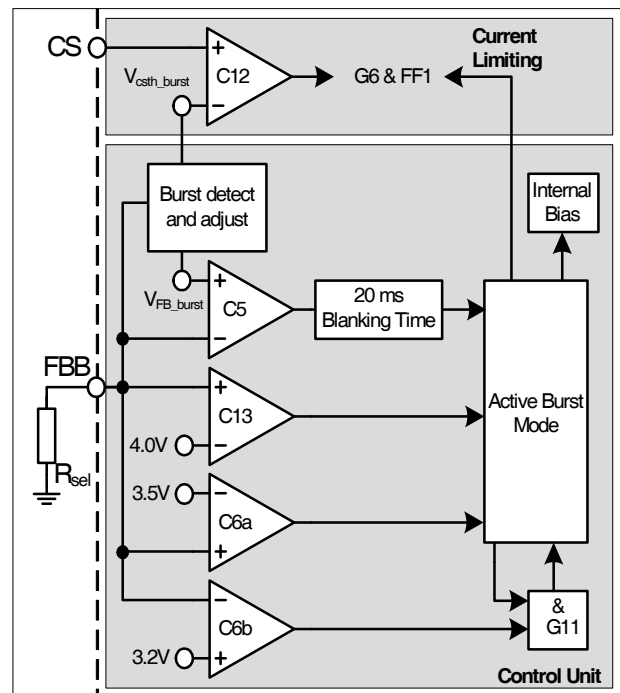 CS
+
C12
−
V_csth_burst
G6 & FF1
Current
Limiting
Burst detect
and adjust
Internal
Bias
V_FB_burst
+
C5
−
20 ms
Blanking Time
FBB
+
C13
−
4.0V
Active Burst
Mode
R_sel
3.5V
−
C6a
+
−
C6b
+
3.2V
&
G11
Control Unit